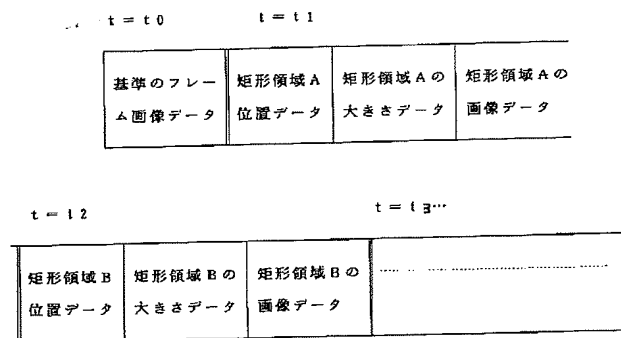 t = t0 t = t1
基準のフレー 矩形領域A 矩形領域Aの 矩形領域Aの
ム画像データ 位置データ 大きさデータ 画像データ
t = t2 t = t3…
矩形領域B 矩形領域Bの 矩形領域Bの
位置データ 大きさデータ 画像データ